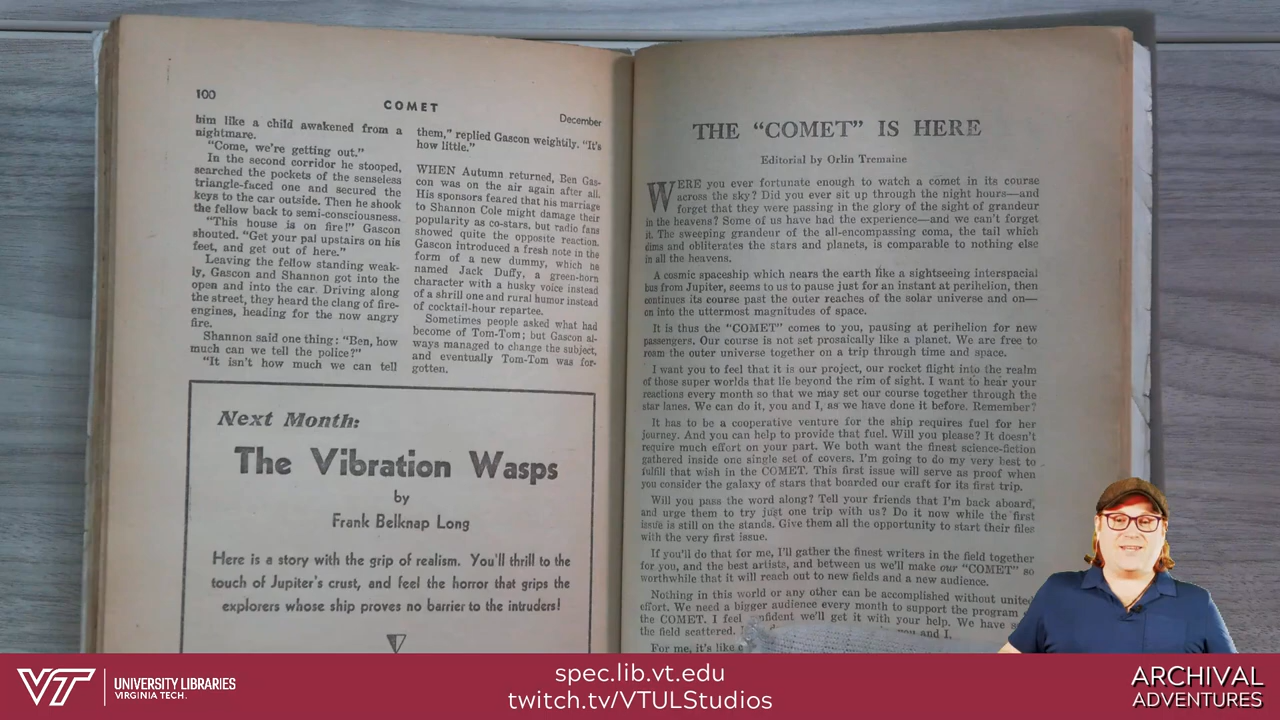 100
COMET
December
him like a child awakened from a
nightmare.
"Come, we're getting out."
In the second corridor he stooped,
searched the pockets of the senseless
triangle-faced one and secured the
keys to the car outside. Then he shook
the fellow back to semi-consciousness.
"This house is on fire!" Gascon
shouted. "Get your pal upstairs on his
feet, and get out of here."
Leaving the fellow standing weak-
ly, Gascon and Shannon got into the
open and into the car. Driving along
the street, they heard the clang of fire-
engines, heading for the now angry
fire.
Shannon said one thing: "Ben, how
much can we tell the police?"
"It isn't how much we can tell
them," replied Gascon weightily. "It's
how little."
WHEN Autumn returned, Ben Gas-
con was on the air again after all.
His sponsors feared that his marriage
to Shannon Cole might damage their
popularity as co-stars, but radio fans
showed quite the opposite reaction.
Gascon introduced a fresh note in the
form of a new dummy, which he
named Jack Duffy, a green-horn
character with a husky voice instead
of a shrill one and rural humor instead
of cocktail-hour repartee.
Sometimes people asked what had
become of Tom-Tom; but Gascon al-
ways managed to change the subject,
and eventually Tom-Tom was for-
gotten.
Next Month:
The Vibration Wasps
by
Frank Belknap Long
Here is a story with the grip of realism. You'll thrill to the
touch of Jupiter's crust, and feel the horror that grips the
explorers whose ship proves no barrier to the intruders!
THE "COMET" IS HERE
Editorial by Orlin Tremaine
WERE you ever fortunate enough to watch a comet in its course
across the sky? Did you ever sit up through the night hours—and
forget that they were passing in the glory of the sight of grandeur
in the heavens? Some of us have had the experience—and we can't forget
it. The sweeping grandeur of the all-encompassing coma, the tail which
dims and obliterates the stars and planets, is comparable to nothing else
in all the heavens.
A cosmic spaceship which nears the earth like a sightseeing interspacial
bus from Jupiter, seems to us to pause just for an instant at perihelion, then
continues its course past the outer reaches of the solar universe and on—
on into the uttermost magnitudes of space.
It is thus the "COMET" comes to you, pausing at perihelion for new
passengers. Our course is not set prosaically like a planet. We are free to
roam the outer universe together on a trip through time and space.
I want you to feel that it is our project, our rocket flight into the realm
of those super worlds that lie beyond the rim of sight. I want to hear your
reactions every month so that we may set our course together through the
star lanes. We can do it, you and I, as we have done it before. Remember?
It has to be a cooperative venture for the ship requires fuel for her
journey. And you can help to provide that fuel. Will you please? It doesn't
require much effort on your part. We both want the finest science-fiction
gathered inside one single set of covers. I'm going to do my very best to
fulfill that wish in the COMET. This first issue will serve as proof when
you consider the galaxy of stars that boarded our craft for its first trip.
Will you pass the word along? Tell your friends that I'm back aboard,
and urge them to try just one trip with us? Do it now while the first
issue is still on the stands. Give them all the opportunity to start their files
with the very first issue.
If you'll do that for me, I'll gather the finest writers in the field together
for you, and the best artists, and between us we'll make our "COMET" so
worthwhile that it will reach out to new fields and a new audience.
Nothing in this world or any other can be accomplished without united
effort. We need a bigger audience every month to support the program
the COMET. I feel we'll get it with your help. We have
the field scattered. you and I.
For me, it's like
VT
UNIVERSITY LIBRARIES
VIRGINIA TECH.
spec.lib.vt.edu
twitch.tv/VTULStudios
ARCHIVAL
ADVENTURES